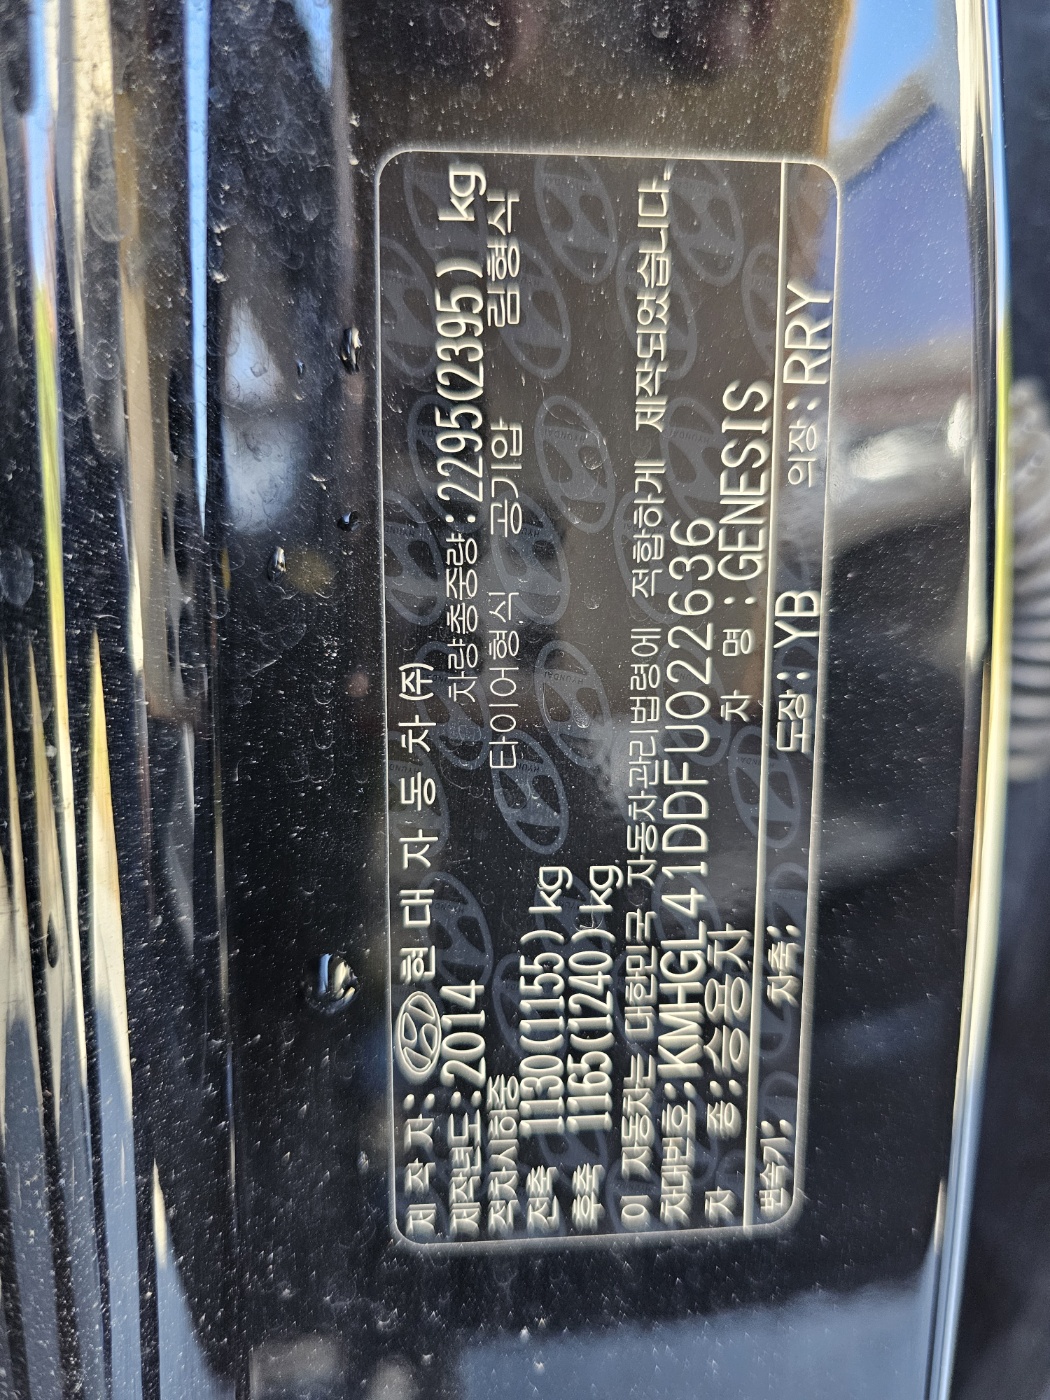 제 작 자 : 현 대 자 동 차 (주)
제작년도 : 2014 차량총중량 : 2295(2395) kg
적차시하중 타이어형식 공기압 림형식
전축 1130(1155) kg
후축 1165(1240) kg
이 자동차는 대한민국 자동차관리법령에 적합하게 제작되었습니다.
차대번호 : KMHGL41DDFU022636
차 종 : 승용차 차 명 : GENESIS
변속기 : 차축 : 도장 : YB 의장 : RRY